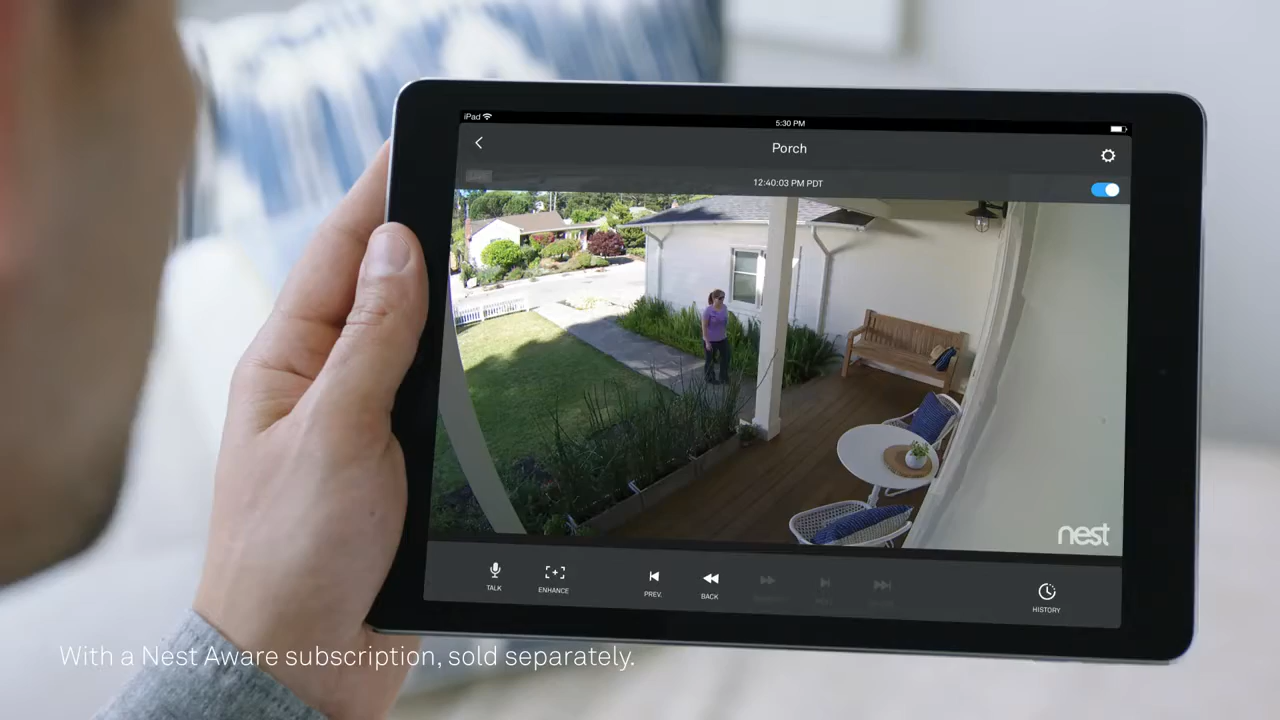 iPad
5:30 PM
Porch
12:40:03 PM PDT
nest
TALK
ENHANCE
PREV.
BACK
HISTORY
With a Nest Aware subscription, sold separately.